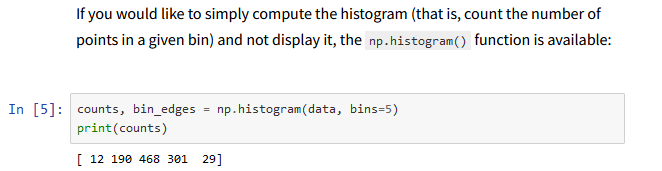 If you would like to simply compute the histogram (that is, count the number of
points in a given bin) and not display it, the np.histogram() function is available:
In [5]: counts, bin_edges = np.histogram(data, bins=5)
print(counts)
[ 12 190 468 301  29]